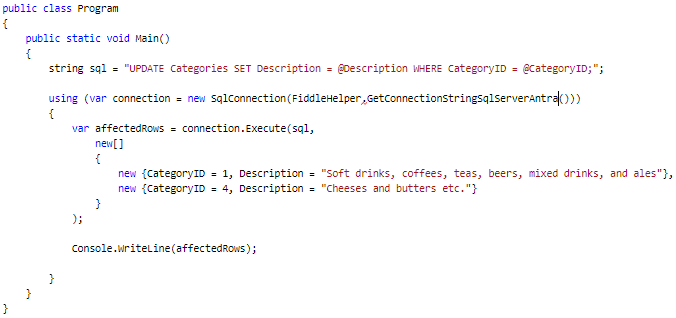 public class Program
{
    public static void Main()
    {
        string sql = "UPDATE Categories SET Description = @Description WHERE CategoryID = @CategoryID;";

        using (var connection = new SqlConnection(FiddleHelper.GetConnectionStringSqlServerAntra()))
        {
            var affectedRows = connection.Execute(sql,
                new[]
                {
                    new {CategoryID = 1, Description = "Soft drinks, coffees, teas, beers, mixed drinks, and ales"},
                    new {CategoryID = 4, Description = "Cheeses and butters etc."}
                }
            );

            Console.WriteLine(affectedRows);

        }
    }
}